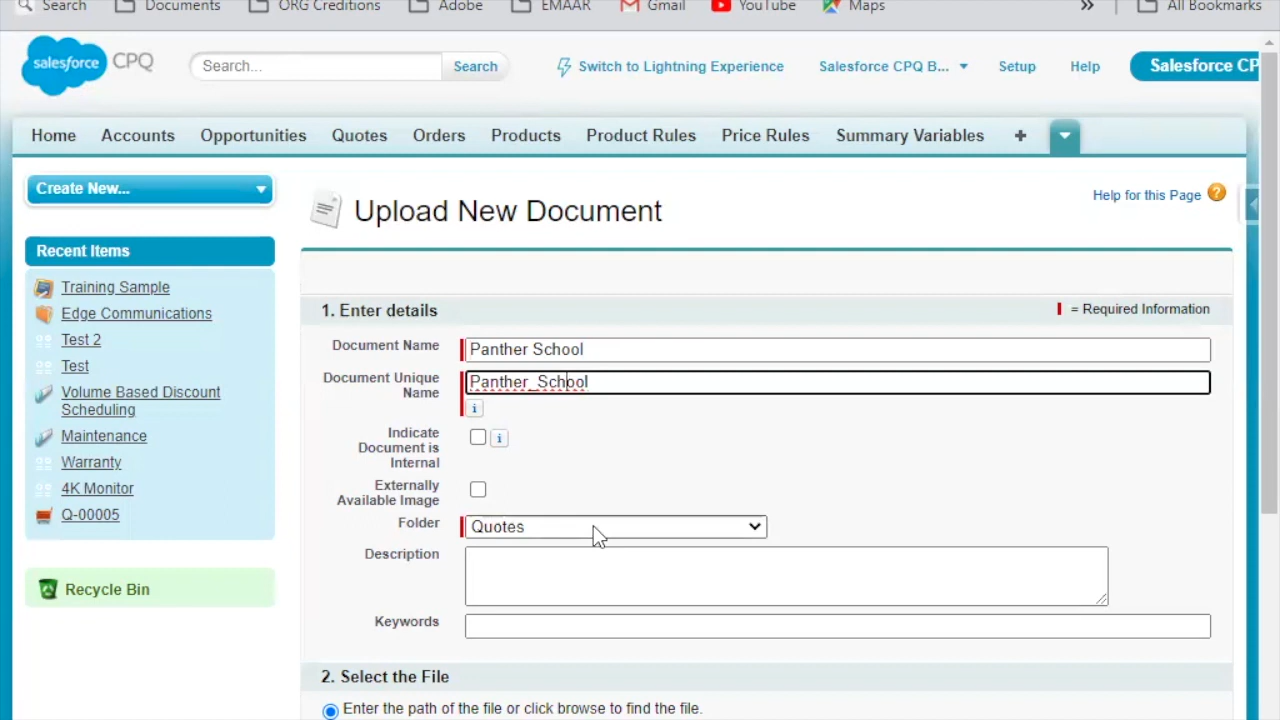 Search Documents ORG Creditions Adobe EMAAR Gmail YouTube Maps » All Bookmarks
salesforce CPQ Search... Search Switch to Lightning Experience Salesforce CPQ B... Setup Help Salesforce CP
Home Accounts Opportunities Quotes Orders Products Product Rules Price Rules Summary Variables +
Create New...
Recent Items
Training Sample
Edge Communications
Test 2
Test
Volume Based Discount
Scheduling
Maintenance
Warranty
4K Monitor
Q-00005
Recycle Bin
Upload New Document
Help for this Page ?
1. Enter details
= Required Information
Document Name Panther School
Document Unique
Name
Panther_School
i
Indicate
Document is
Internal
i
Externally
Available Image
Folder Quotes
Description
Keywords
2. Select the File
Enter the path of the file or click browse to find the file.